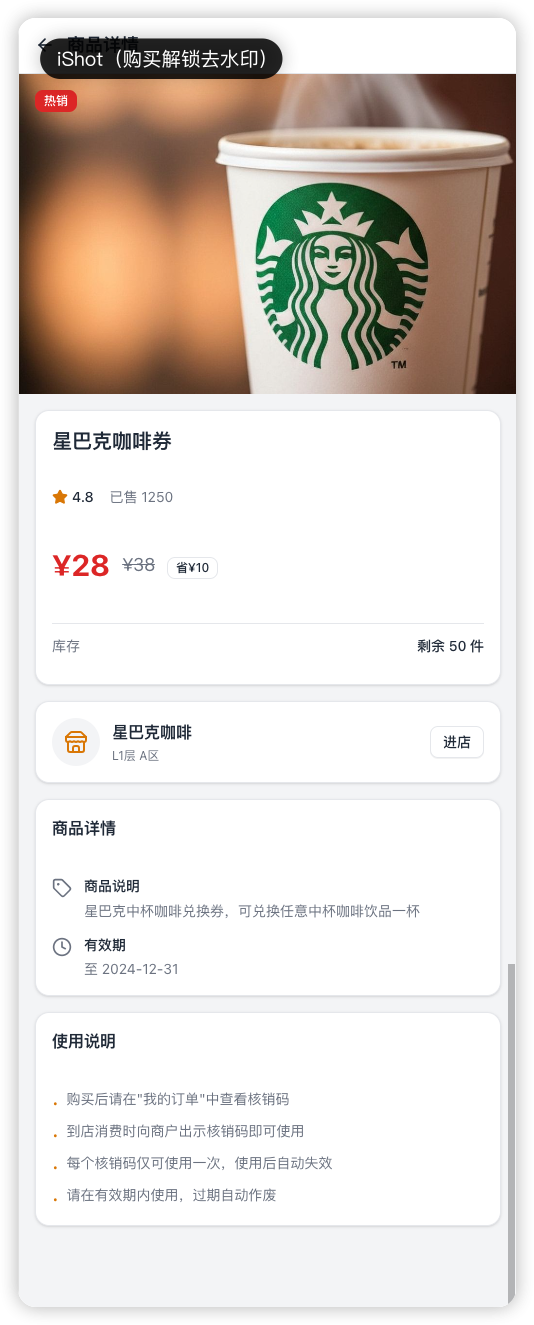 商品详情
iShot（购买解锁去水印）
热销
TM
星巴克咖啡券
4.8 已售 1250
¥28 ¥38 省¥10
库存 剩余 50 件
星巴克咖啡
L1层 A区
进店
商品详情
商品说明
星巴克中杯咖啡兑换券，可兑换任意中杯咖啡饮品一杯
有效期
至 2024-12-31
使用说明
• 购买后请在"我的订单"中查看核销码
• 到店消费时向商户出示核销码即可使用
• 每个核销码仅可使用一次，使用后自动失效
• 请在有效期内使用，过期自动作废